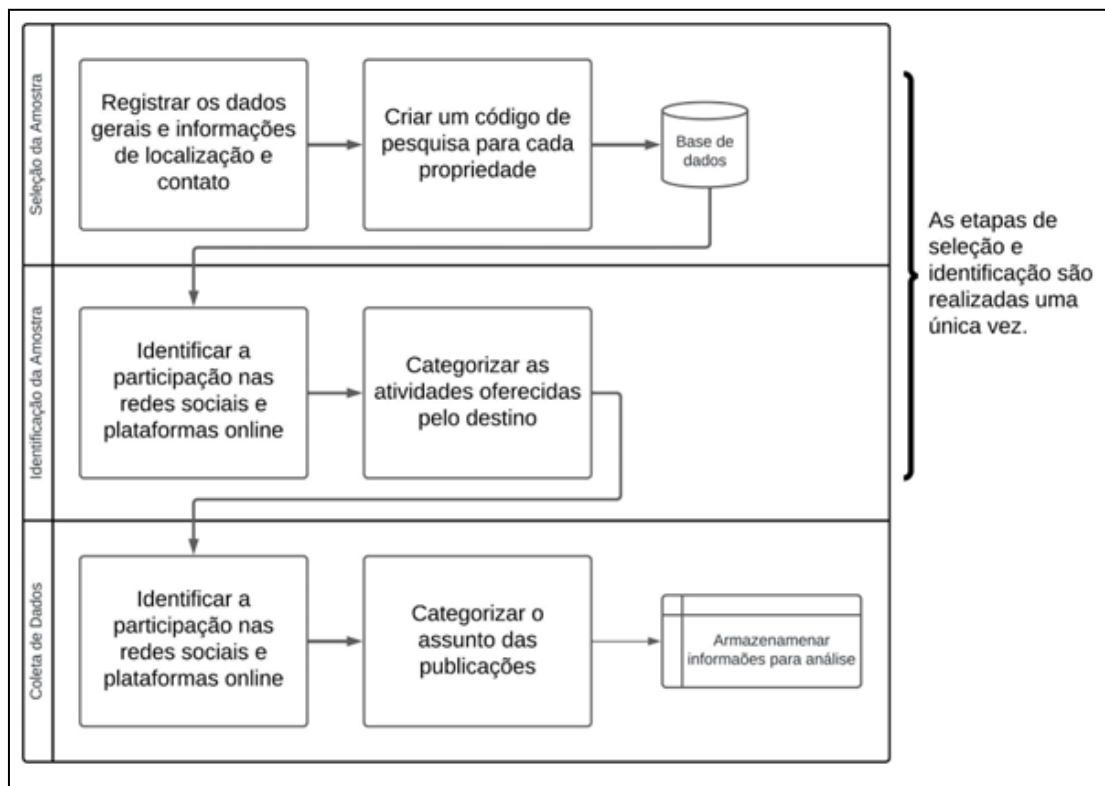 Seleção da Amostra
Registrar os dados
gerais e informações
de localização e
contato
Criar um código de
pesquisa para cada
propriedade
Base de
dados
As etapas de
seleção e
identificação são
realizadas uma
única vez.
Identificação da Amostra
Identificar a
participação nas
redes sociais e
plataformas online
Categorizar as
atividades oferecidas
pelo destino
Coleta de Dados
Identificar a
participação nas
redes sociais e
plataformas online
Categorizar o
assunto das
publicações
Armazenamenar
informaões para análise